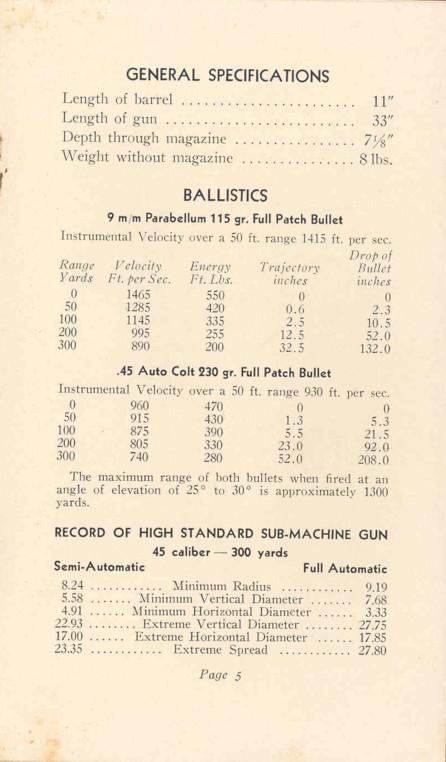 GENERAL SPECIFICATIONS
Length of barrel ....................... 11"
Length of gun ......................... 33"
Depth through magazine ................ 7⅛"
Weight without magazine ............... 8 lbs.
BALLISTICS
9 m/m Parabellum 115 gr. Full Patch Bullet
Instrumental Velocity over a 50 ft. range 1415 ft. per sec.
Range Yards Velocity Ft. per Sec. Energy Ft. Lbs. Trajectory inches Drop of Bullet inches
0 1465 550 0 0
50 1285 420 0.6 2.3
100 1145 335 2.5 10.5
200 995 255 12.5 52.0
300 890 200 32.5 132.0
.45 Auto Colt 230 gr. Full Patch Bullet
Instrumental Velocity over a 50 ft. range 930 ft. per sec.
0 960 470 0 0
50 915 430 1.3 5.3
100 875 390 5.5 21.5
200 805 330 23.0 92.0
300 740 280 52.0 208.0
The maximum range of both bullets when fired at an
angle of elevation of 25° to 30° is approximately 1300
yards.
RECORD OF HIGH STANDARD SUB-MACHINE GUN
45 caliber — 300 yards
Semi-Automatic Full Automatic
8.24 ............ Minimum Radius ............ 9.19
5.58 ........ Minimum Vertical Diameter ....... 7.68
4.91 ...... Minimum Horizontal Diameter ...... 3.33
22.93 ........ Extreme Vertical Diameter ........ 27.75
17.00 ...... Extreme Horizontal Diameter ...... 17.85
23.35 ........... Extreme Spread ............ 27.80
Page 5